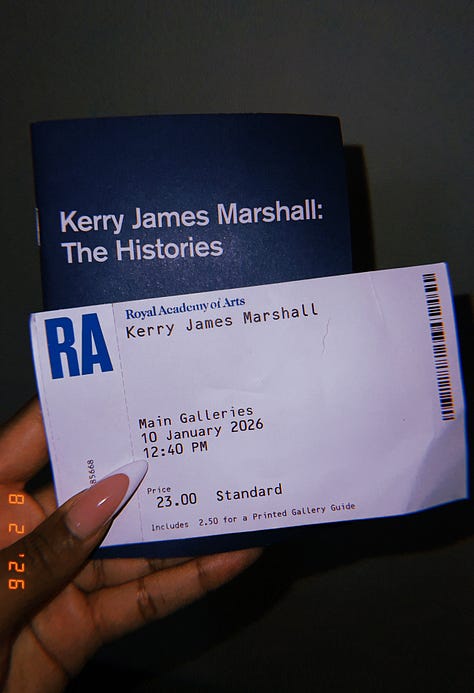 Kerry James Marshall:
The Histories
RA
Royal Academy of Arts
Kerry James Marshall
Main Galleries
10 January 2026
12:40 PM
Price
23.00 Standard
Includes 2.50 for a Printed Gallery Guide
85668
8 2 '26